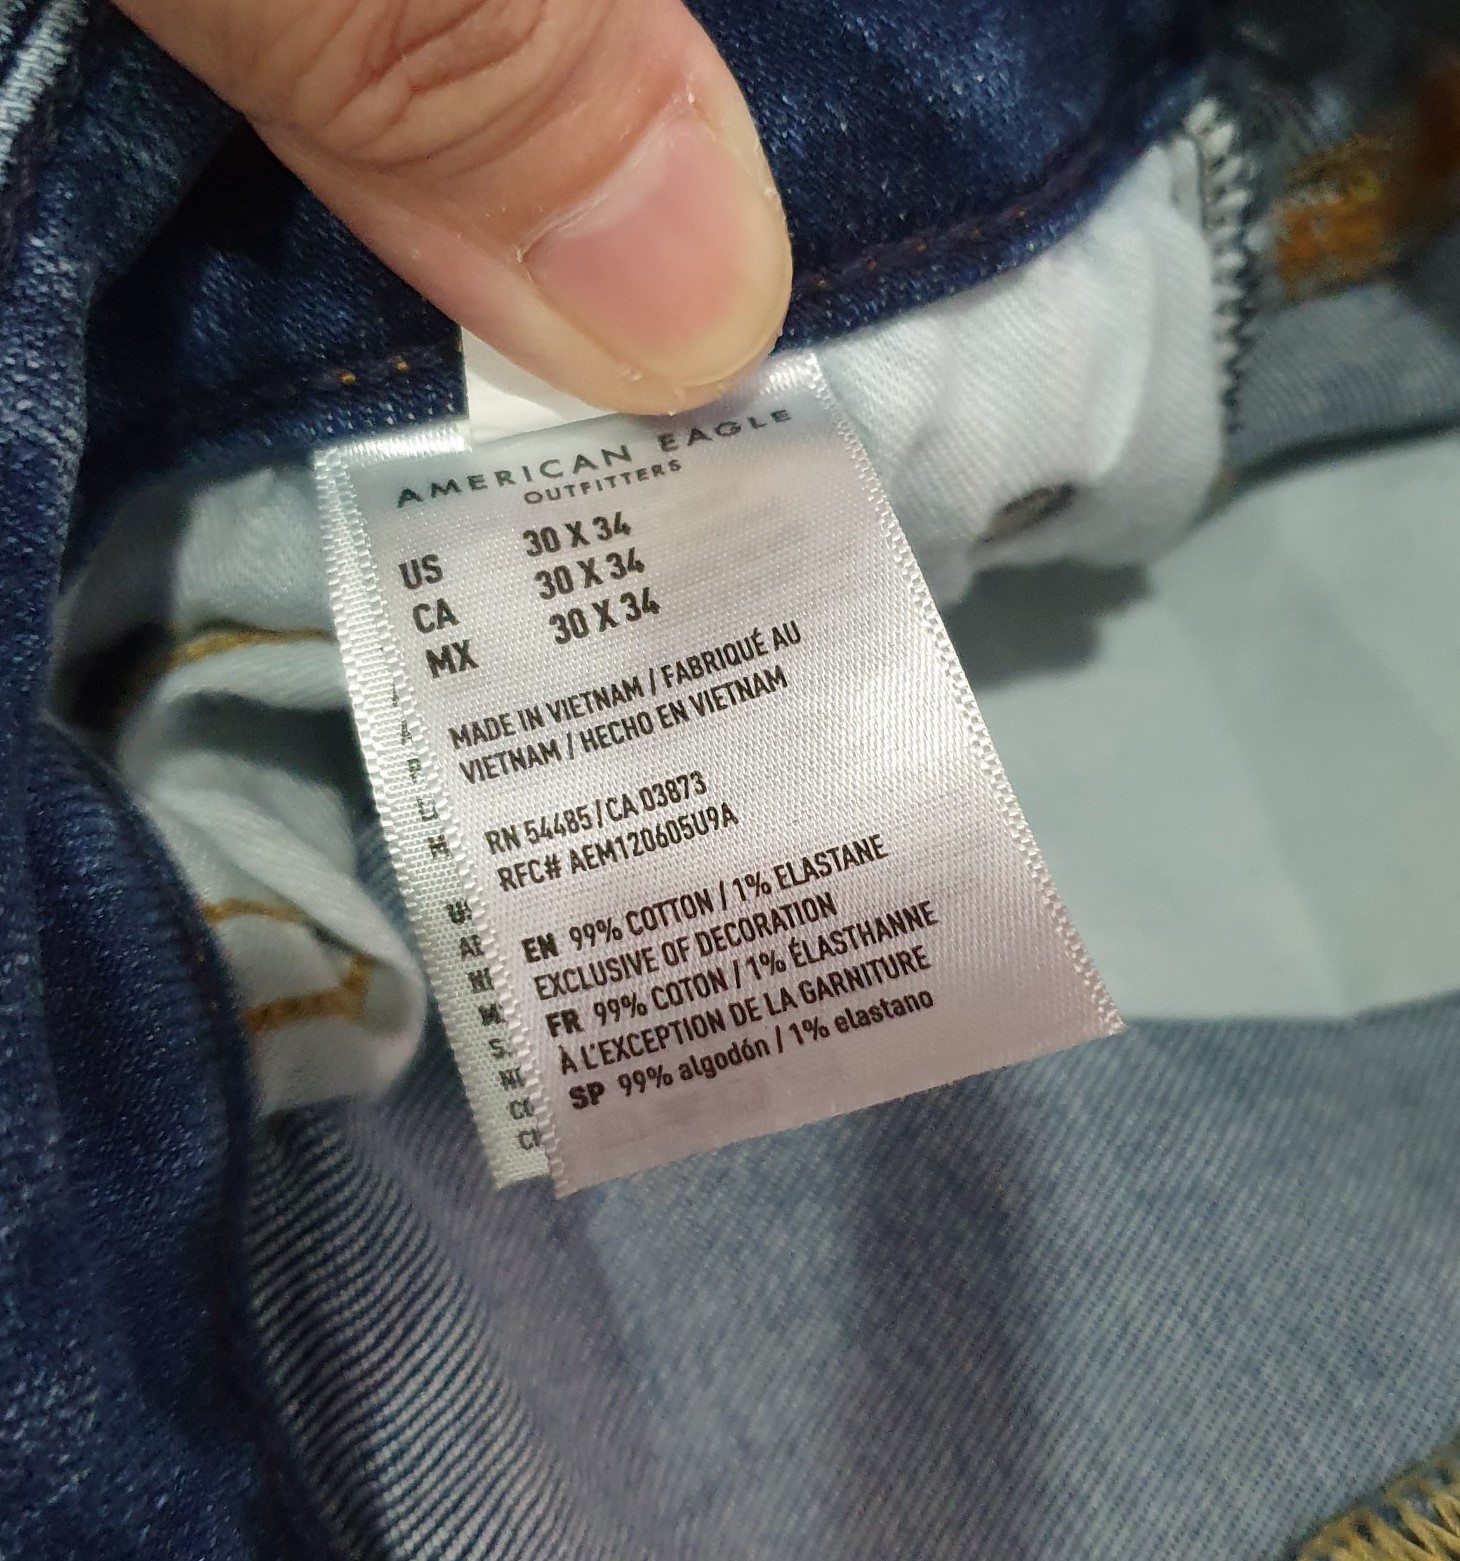 AMERICAN EAGLE
OUTFITTERS
US 30 X 34
CA 30 X 34
MX 30 X 34
MADE IN VIETNAM / FABRIQUÉ AU
VIETNAM / HECHO EN VIETNAM
RN 54485 / CA 03873
RFC# AEM120605U9A
EN 99% COTTON / 1% ELASTANE
EXCLUSIVE OF DECORATION
FR 99% COTON / 1% ÉLASTHANNE
À L'EXCEPTION DE LA GARNITURE
SP 99% algodón / 1% elastano